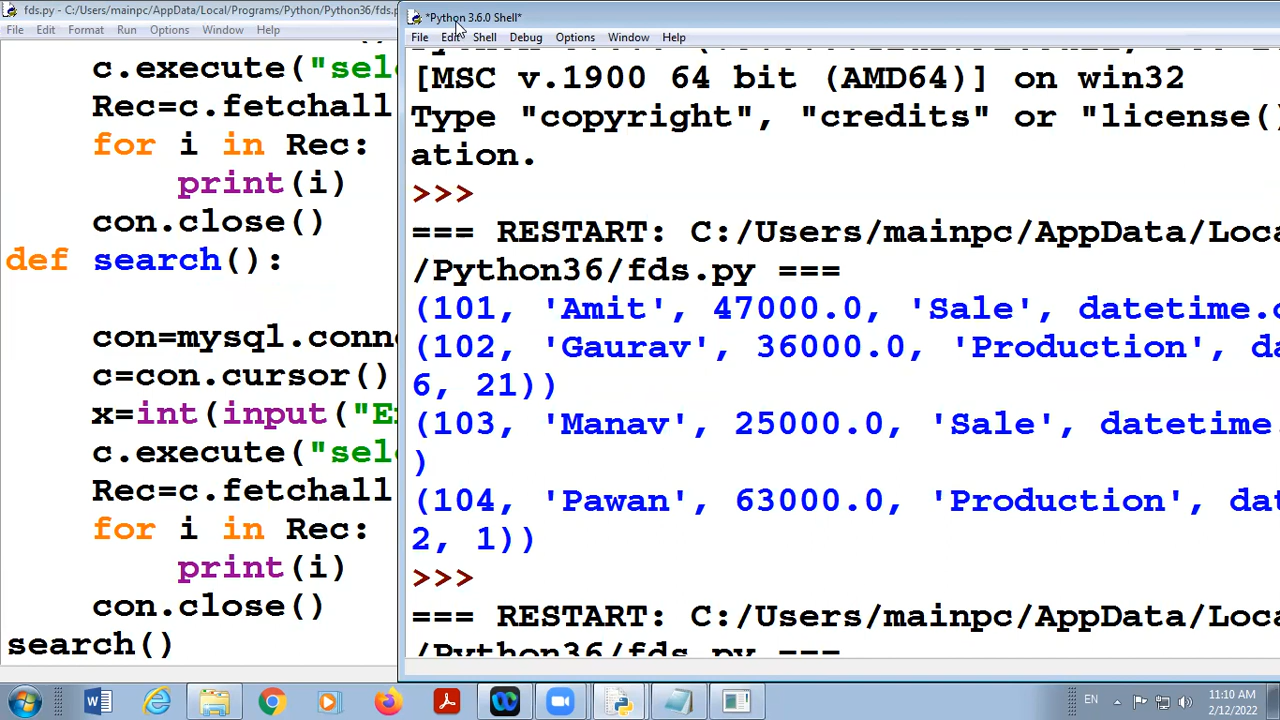 fds.py - C:/Users/mainpc/AppData/Local/Programs/Python/Python36/fds.p
File Edit Format Run Options Window Help
c.execute("sele
Rec=c.fetchall
for i in Rec:
print(i)
con.close()
def search():
con=mysql.conne
c=con.cursor()
x=int(input("En
c.execute("sele
Rec=c.fetchall
for i in Rec:
print(i)
con.close()
search()
*Python 3.6.0 Shell*
File Edit Shell Debug Options Window Help
[MSC v.1900 64 bit (AMD64)] on win32
Type "copyright", "credits" or "license()
ation.
>>>
=== RESTART: C:/Users/mainpc/AppData/Loca
/Python36/fds.py ===
(101, 'Amit', 47000.0, 'Sale', datetime.d
(102, 'Gaurav', 36000.0, 'Production', da
6, 21))
(103, 'Manav', 25000.0, 'Sale', datetime.
)
(104, 'Pawan', 63000.0, 'Production', dat
2, 1))
>>>
=== RESTART: C:/Users/mainpc/AppData/Loca
/Python36/fds.py ===
EN
11:10 AM
2/12/2022